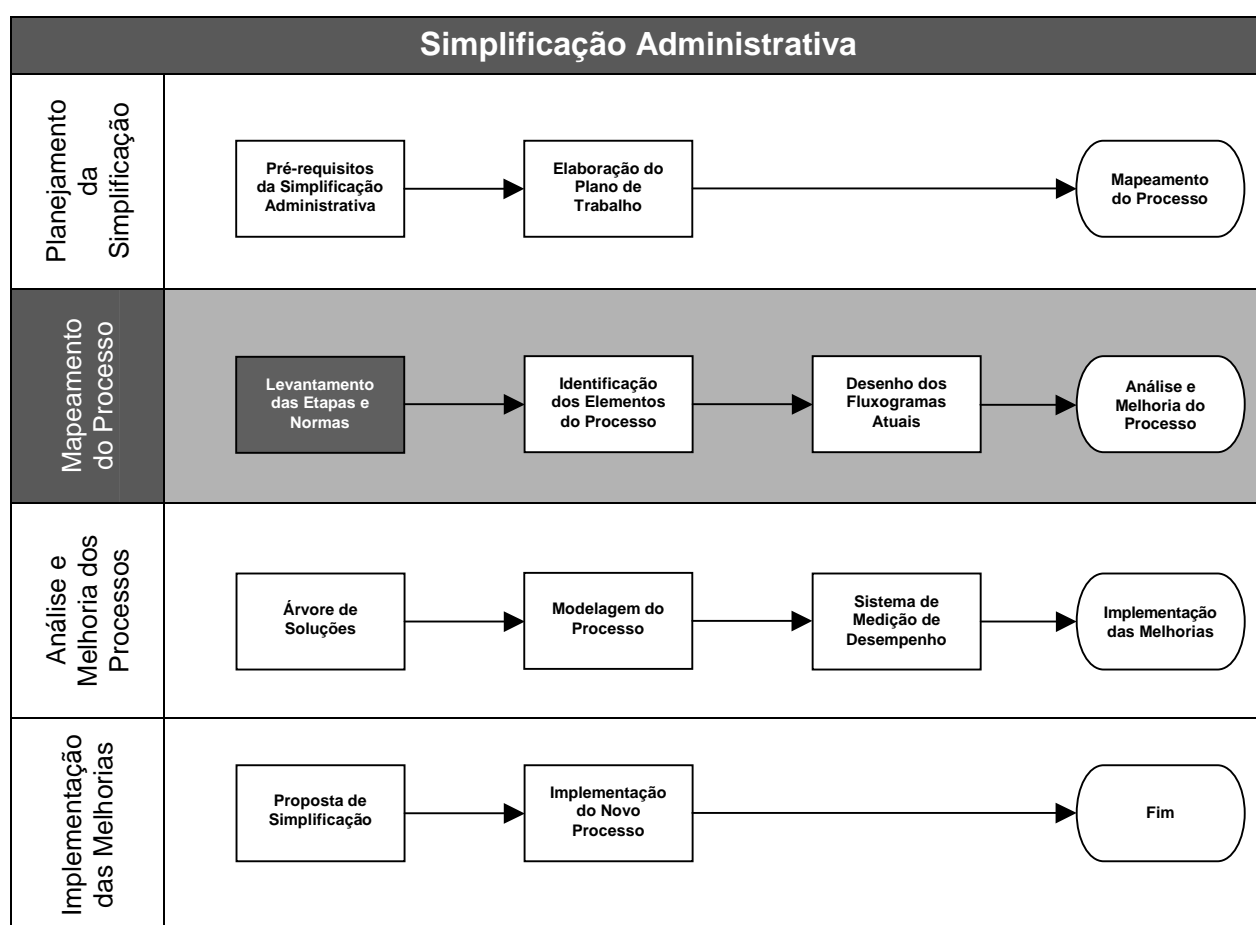 Simplificação Administrativa
Planejamento
da
Simplificação
Pré-requisitos
da Simplificação
Administrativa
Elaboração do
Plano de
Trabalho
Mapeamento
do Processo
Mapeamento
do Processo
Levantamento
das Etapas e
Normas
Identificação
dos Elementos
do Processo
Desenho dos
Fluxogramas
Atuais
Análise e
Melhoria do
Processo
Análise e
Melhoria dos
Processos
Árvore de
Soluções
Modelagem do
Processo
Sistema de
Medição de
Desempenho
Implementação
das Melhorias
Implementação
das Melhorias
Proposta de
Simplificação
Implementação
do Novo
Processo
Fim